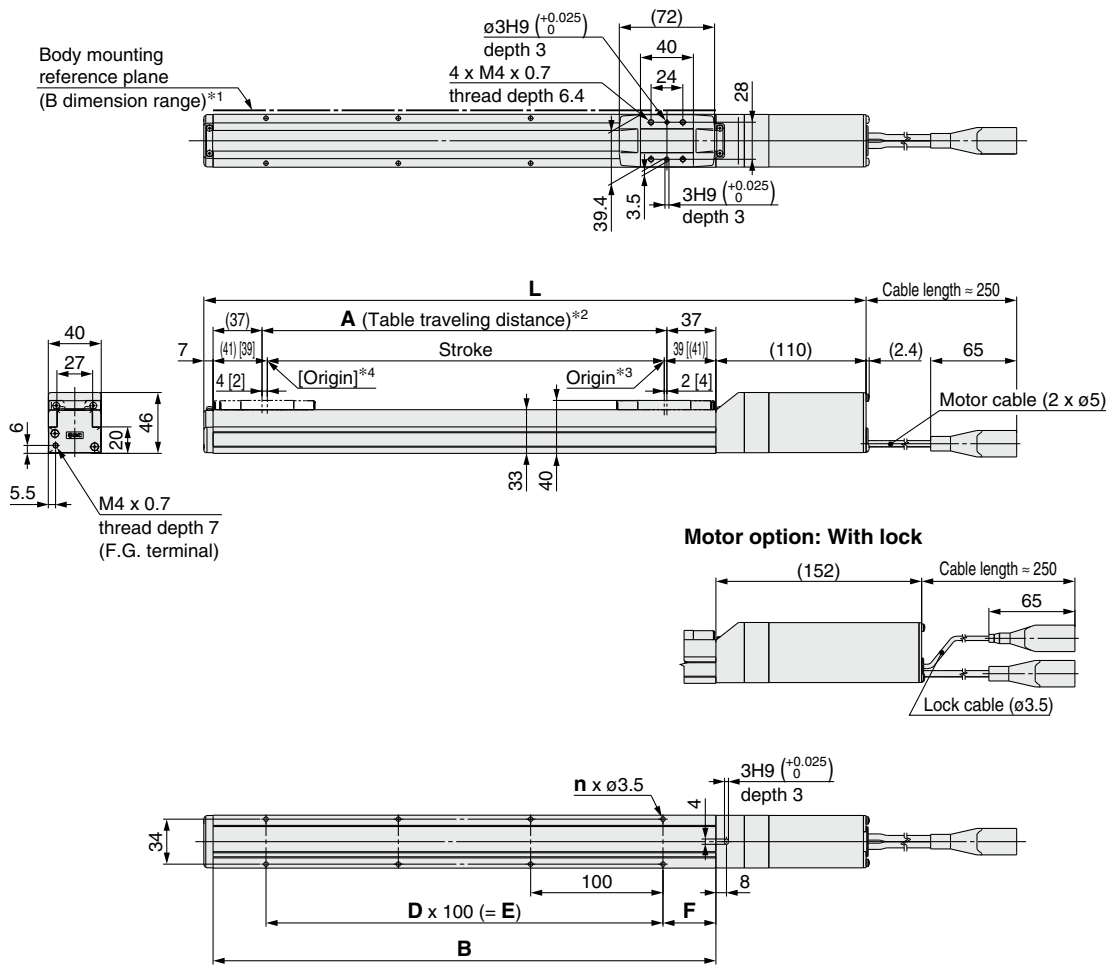 (72)
ø3H9 (+0.025 0)
depth 3
40
Body mounting
reference plane
(B dimension range)*1
4 x M4 x 0.7
thread depth 6.4
24
28
39.4
3.5
3H9 (+0.025 0)
depth 3
L
Cable length ≈ 250
(37)
A (Table traveling distance)*2
37
40
27
7
(41) [39]
Stroke
39 [(41)]
(110)
(2.4)
65
4 [2]
[Origin]*4
Origin*3
2 [4]
Motor cable (2 x ø5)
6
20
46
33
40
5.5
M4 x 0.7
thread depth 7
(F.G. terminal)
Motor option: With lock
(152)
Cable length ≈ 250
65
Lock cable (ø3.5)
n x ø3.5
3H9 (+0.025 0)
depth 3
4
34
100
8
D x 100 (= E)
F
B